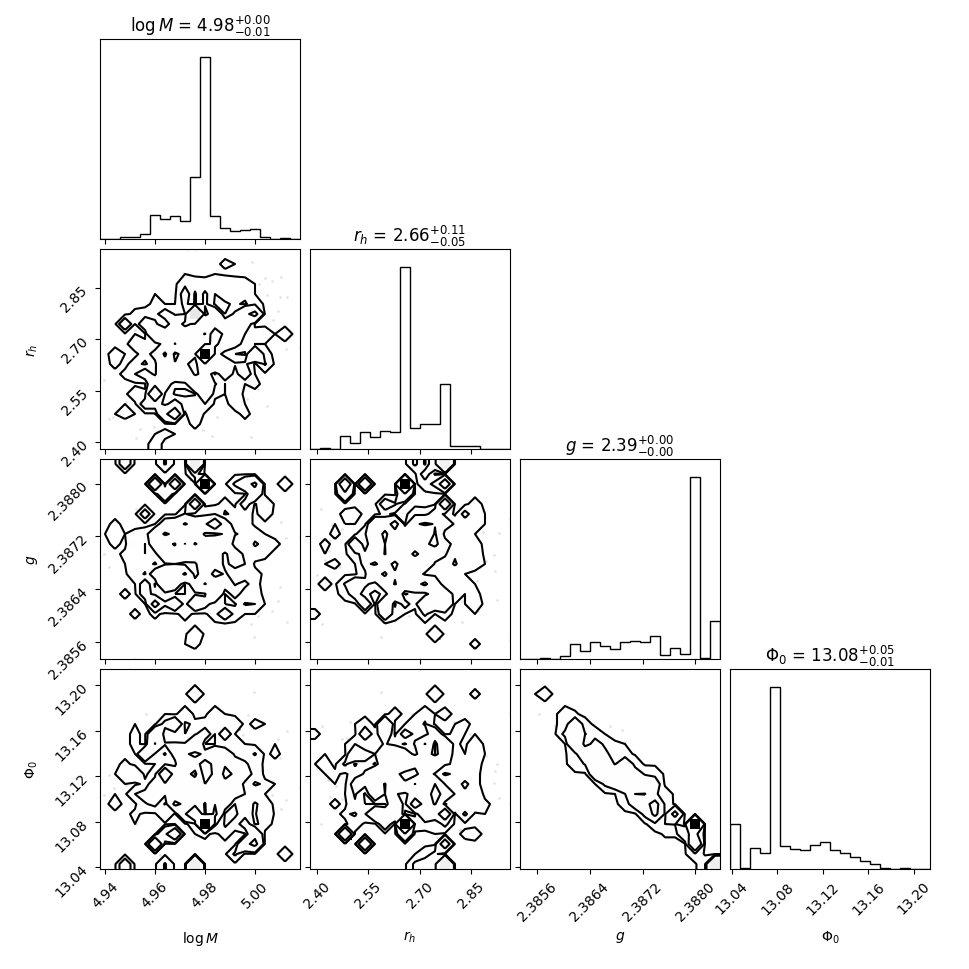 log M = 4.98 +0.00 −0.01
r_h = 2.66 +0.11 −0.05
2.85
2.70
2.55
2.40
r_h
g = 2.39 +0.00 −0.00
2.3880
2.3872
2.3864
2.3856
g
Φ_0 = 13.08 +0.05 −0.01
13.20
13.16
13.12
13.08
13.04
Φ_0
4.94 4.96 4.98 5.00 2.40 2.55 2.70 2.85 2.3856 2.3864 2.3872 2.3880 13.04 13.08 13.12 13.16 13.20
log M r_h g Φ_0